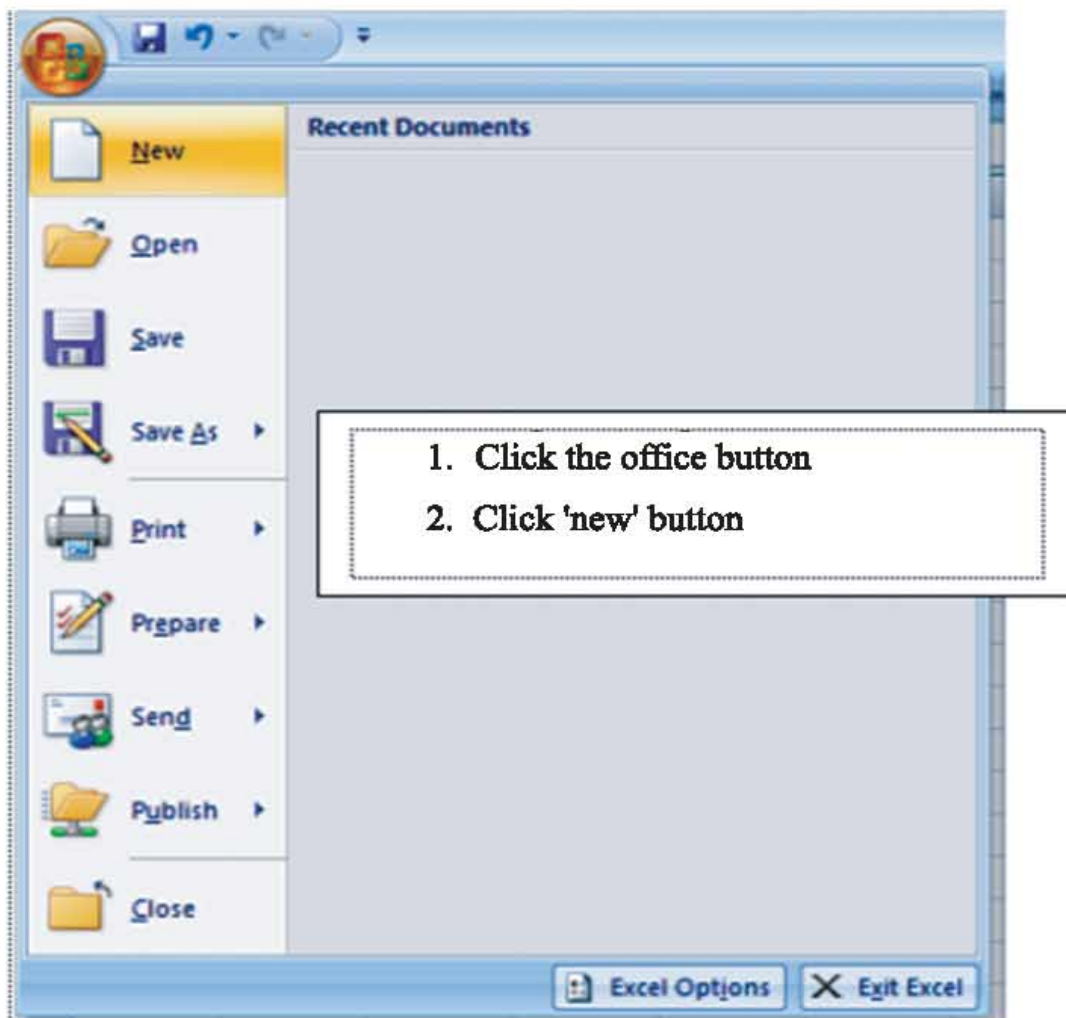 New
Recent Documents
Open
Save
Save As
1. Click the office button
2. Click 'new' button
Print
Prepare
Send
Publish
Close
Excel Options
Exit Excel